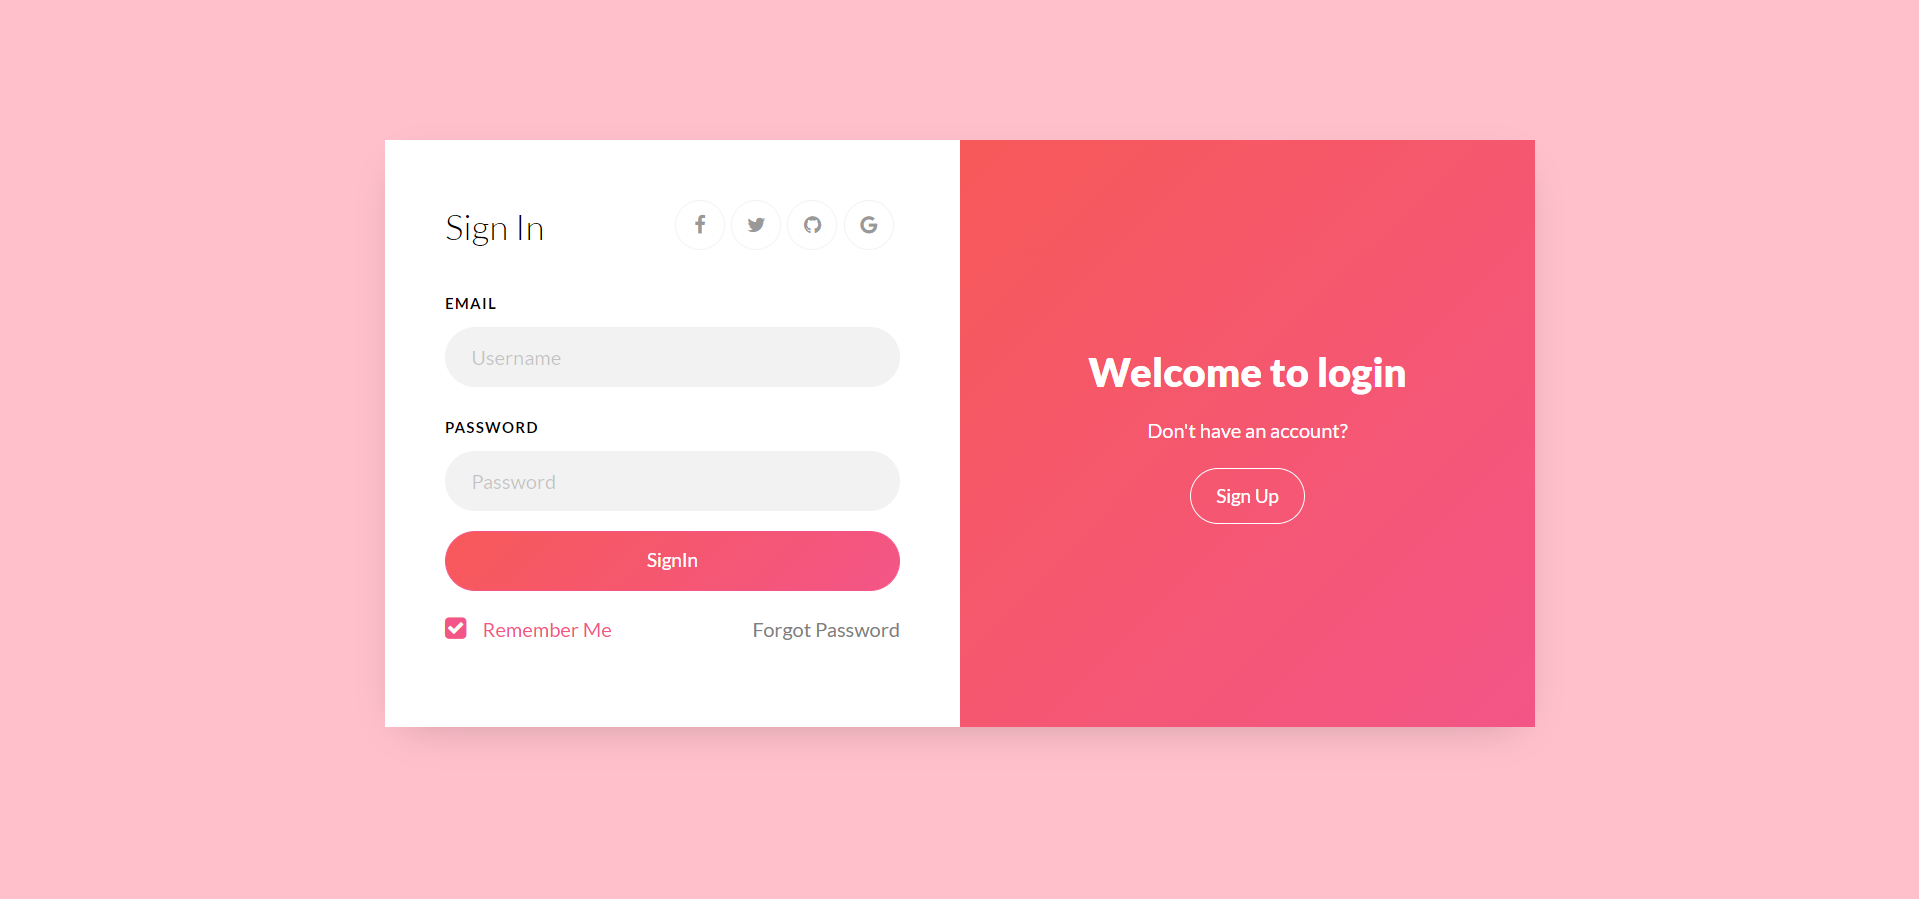 Sign In
EMAIL
Username
PASSWORD
Password
SignIn
Remember Me
Forgot Password
Welcome to login
Don't have an account?
Sign Up